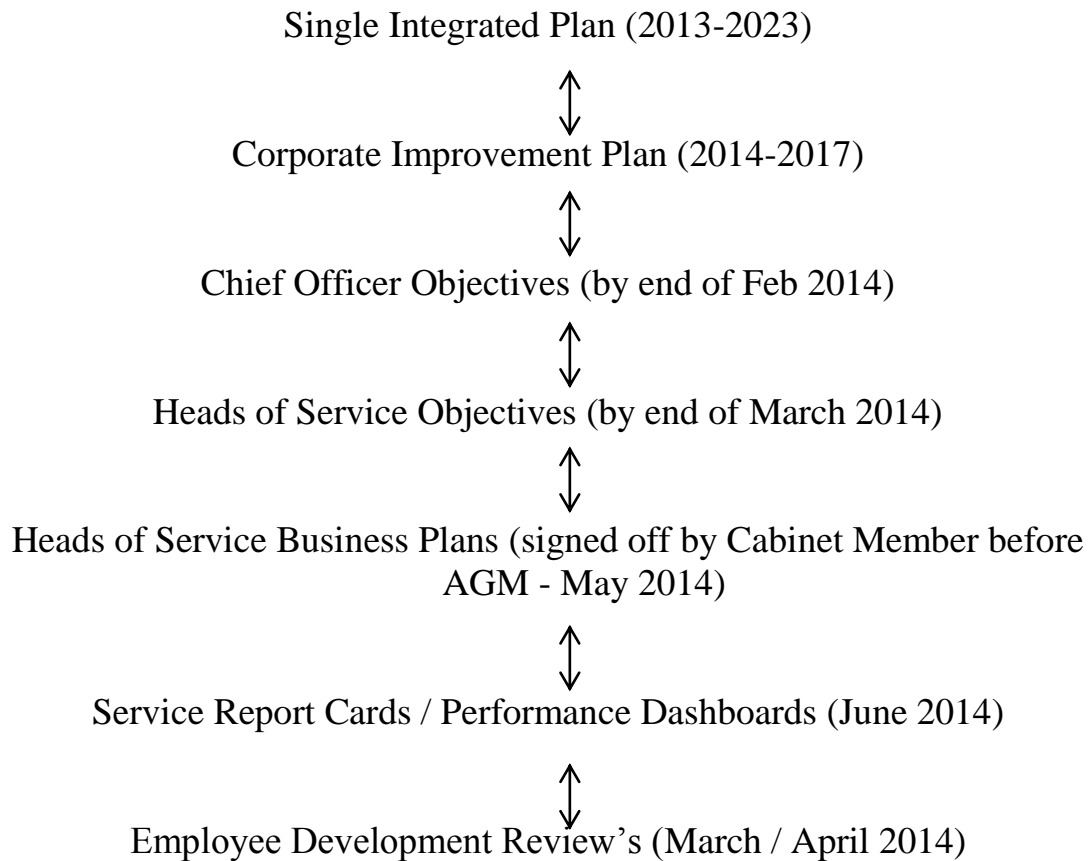 Single Integrated Plan (2013-2023)
Corporate Improvement Plan (2014-2017)
Chief Officer Objectives (by end of Feb 2014)
Heads of Service Objectives (by end of March 2014)
Heads of Service Business Plans (signed off by Cabinet Member before
AGM - May 2014)
Service Report Cards / Performance Dashboards (June 2014)
Employee Development Review’s (March / April 2014)